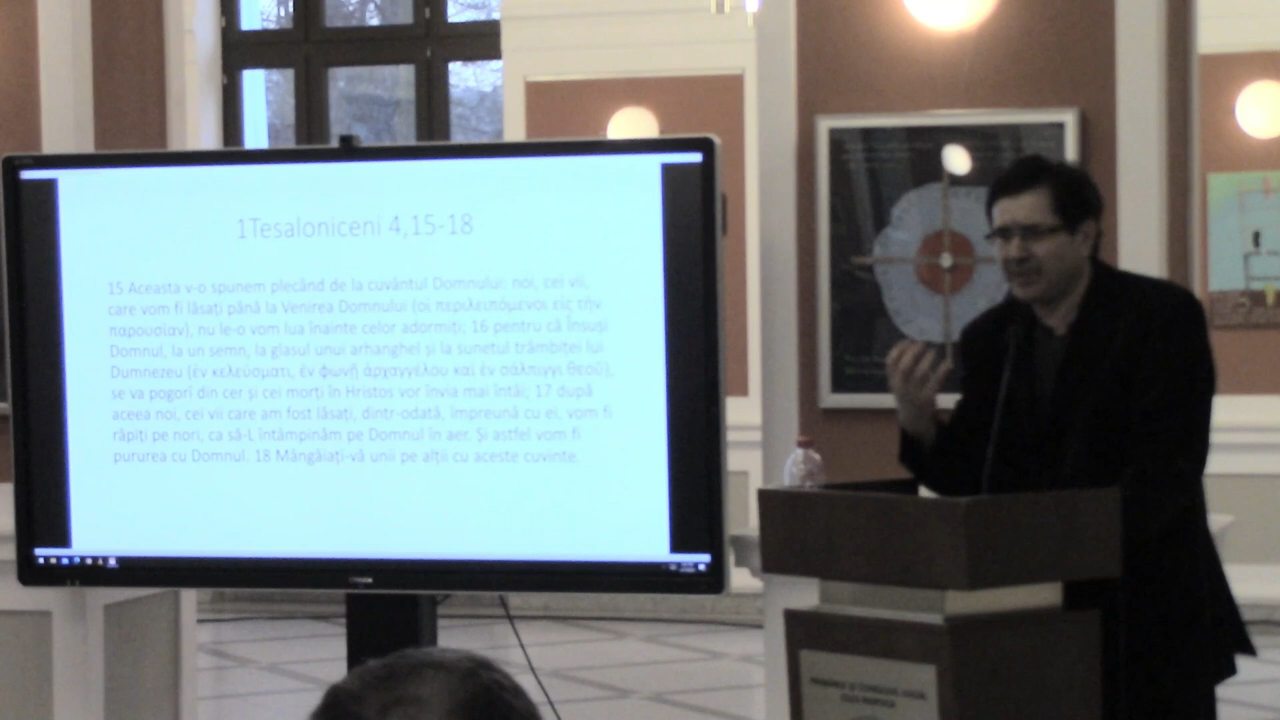 1Tesaloniceni 4,15-18
15 Aceasta v-o spunem plecând de la cuvântul Domnului: noi, cei vii,
care vom fi lăsați până la Venirea Domnului (οι περιλειπόμενοι εἰς τὴν
παρουσίαν), nu le-o vom lua înainte celor adormiți; 16 pentru că Însuși
Domnul, la un semn, la glasul unui arhanghel și la sunetul trâmbiței lui
Dumnezeu (ἐν κελεύσματι, ἐν φωνῇ ἀρχαγγέλου καὶ ἐν σάλπιγγι θεοῦ),
se va pogorî din cer și cei morți în Hristos vor învia mai întâi; 17 după
aceea noi, cei vii care am fost lăsați, dintr-odată, împreună cu ei, vom fi
răpiți pe nori, ca să-L întâmpinăm pe Domnul în aer. Și astfel vom fi
pururea cu Domnul. 18 Mângâiați-vă unii pe alții cu aceste cuvinte.